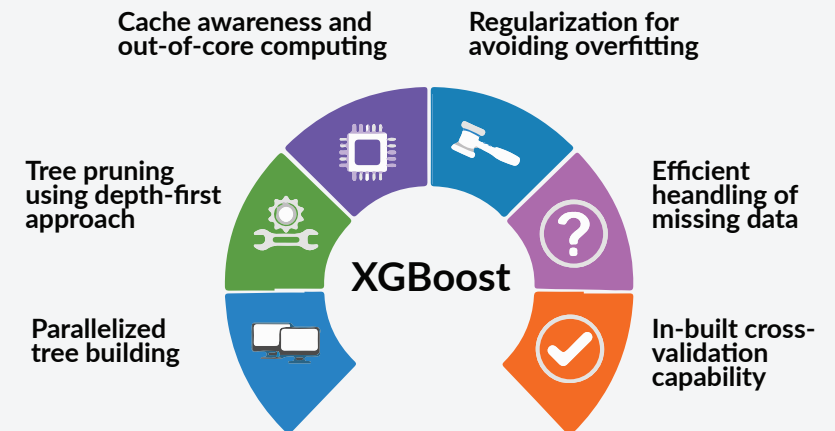 Cache awareness and
out-of-core computing
Regularization for
avoiding overfitting
Tree pruning
using depth-first
approach
Efficient
heandling of
missing data
XGBoost
Parallelized
tree building
In-built cross-
validation
capability